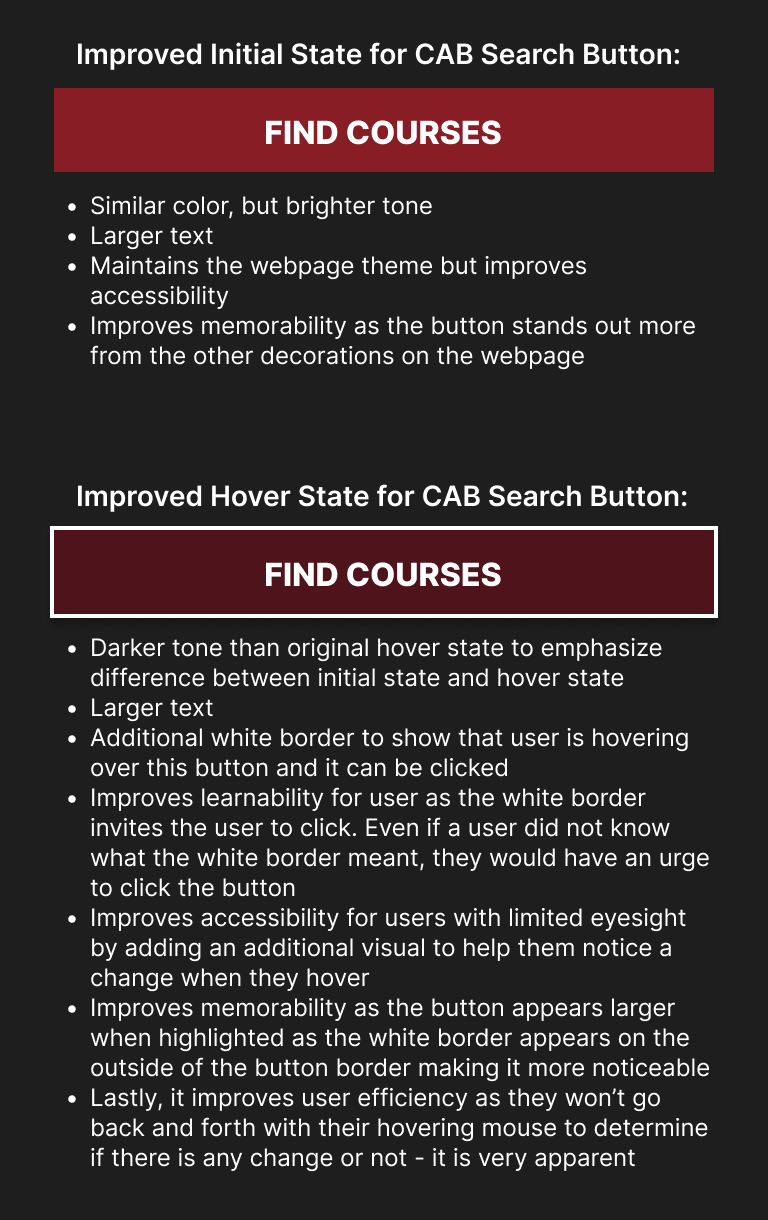 Improved Initial State for CAB Search Button:
FIND COURSES
• Similar color, but brighter tone
• Larger text
• Maintains the webpage theme but improves
accessibility
• Improves memorability as the button stands out more
from the other decorations on the webpage
Improved Hover State for CAB Search Button:
FIND COURSES
• Darker tone than original hover state to emphasize
difference between initial state and hover state
• Larger text
• Additional white border to show that user is hovering
over this button and it can be clicked
• Improves learnability for user as the white border
invites the user to click. Even if a user did not know
what the white border meant, they would have an urge
to click the button
• Improves accessibility for users with limited eyesight
by adding an additional visual to help them notice a
change when they hover
• Improves memorability as the button appears larger
when highlighted as the white border appears on the
outside of the button border making it more noticeable
• Lastly, it improves user efficiency as they won’t go
back and forth with their hovering mouse to determine
if there is any change or not - it is very apparent